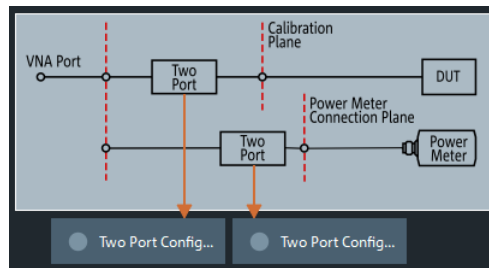 Calibration
Plane
VNA Port
Two
Port
DUT
Power Meter
Connection Plane
Two
Port
Power
Meter
Two Port Config...
Two Port Config...